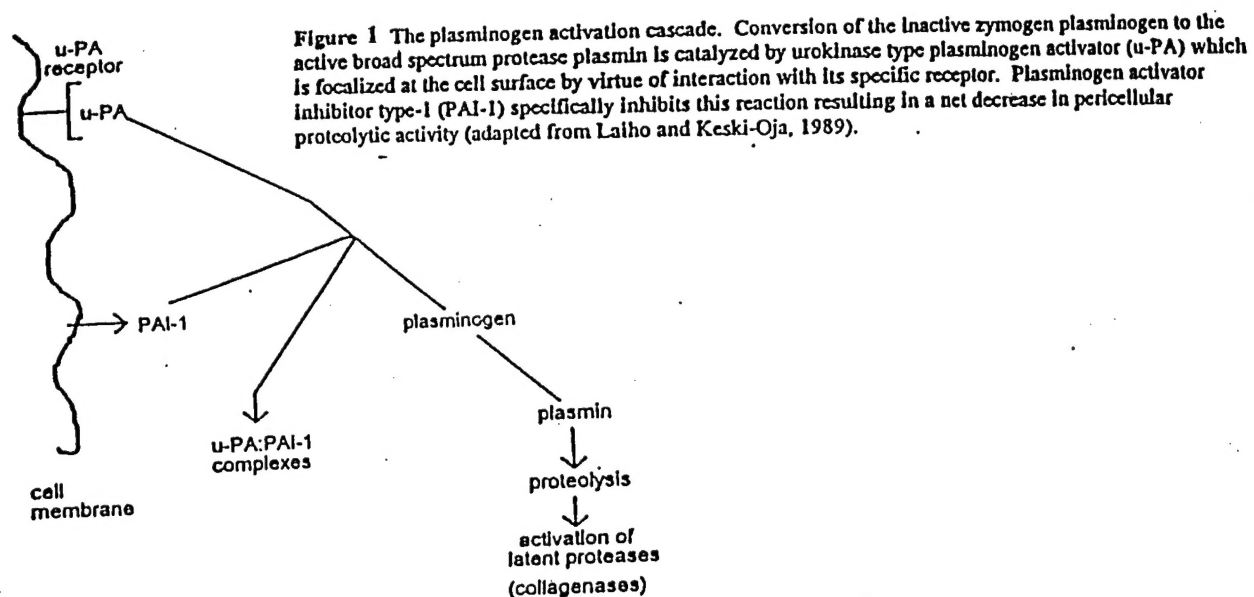 Figure 1 The plasminogen activation cascade. Conversion of the inactive zymogen plasminogen to the
active broad spectrum protease plasmin is catalyzed by urokinase type plasminogen activator (u-PA) which
is focalized at the cell surface by virtue of interaction with its specific receptor. Plasminogen activator
inhibitor type-1 (PAI-1) specifically inhibits this reaction resulting in a net decrease in pericellular
proteolytic activity (adapted from Laiho and Keski-Oja, 1989).
u-PA
receptor
u-PA
PAI-1
plasminogen
u-PA:PAI-1
complexes
plasmin
proteolysis
activation of
latent proteases
(collagenases)
cell
membrane